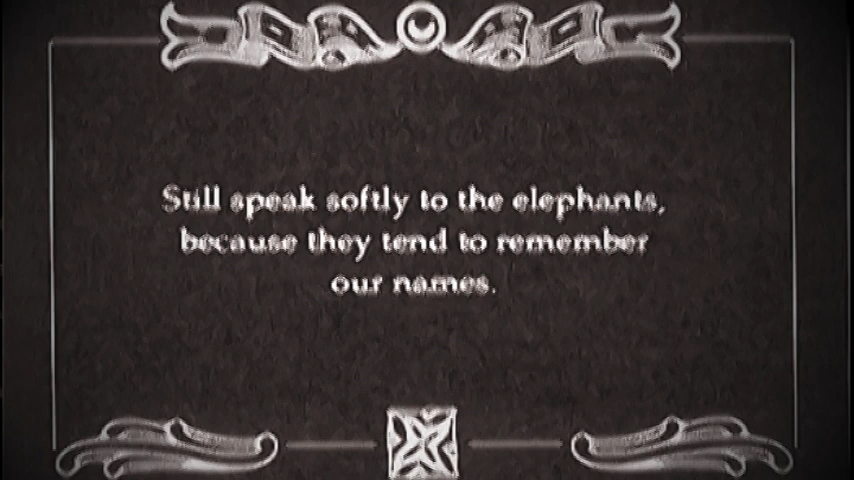 Still speak softly to the elephants,
because they tend to remember
our names.